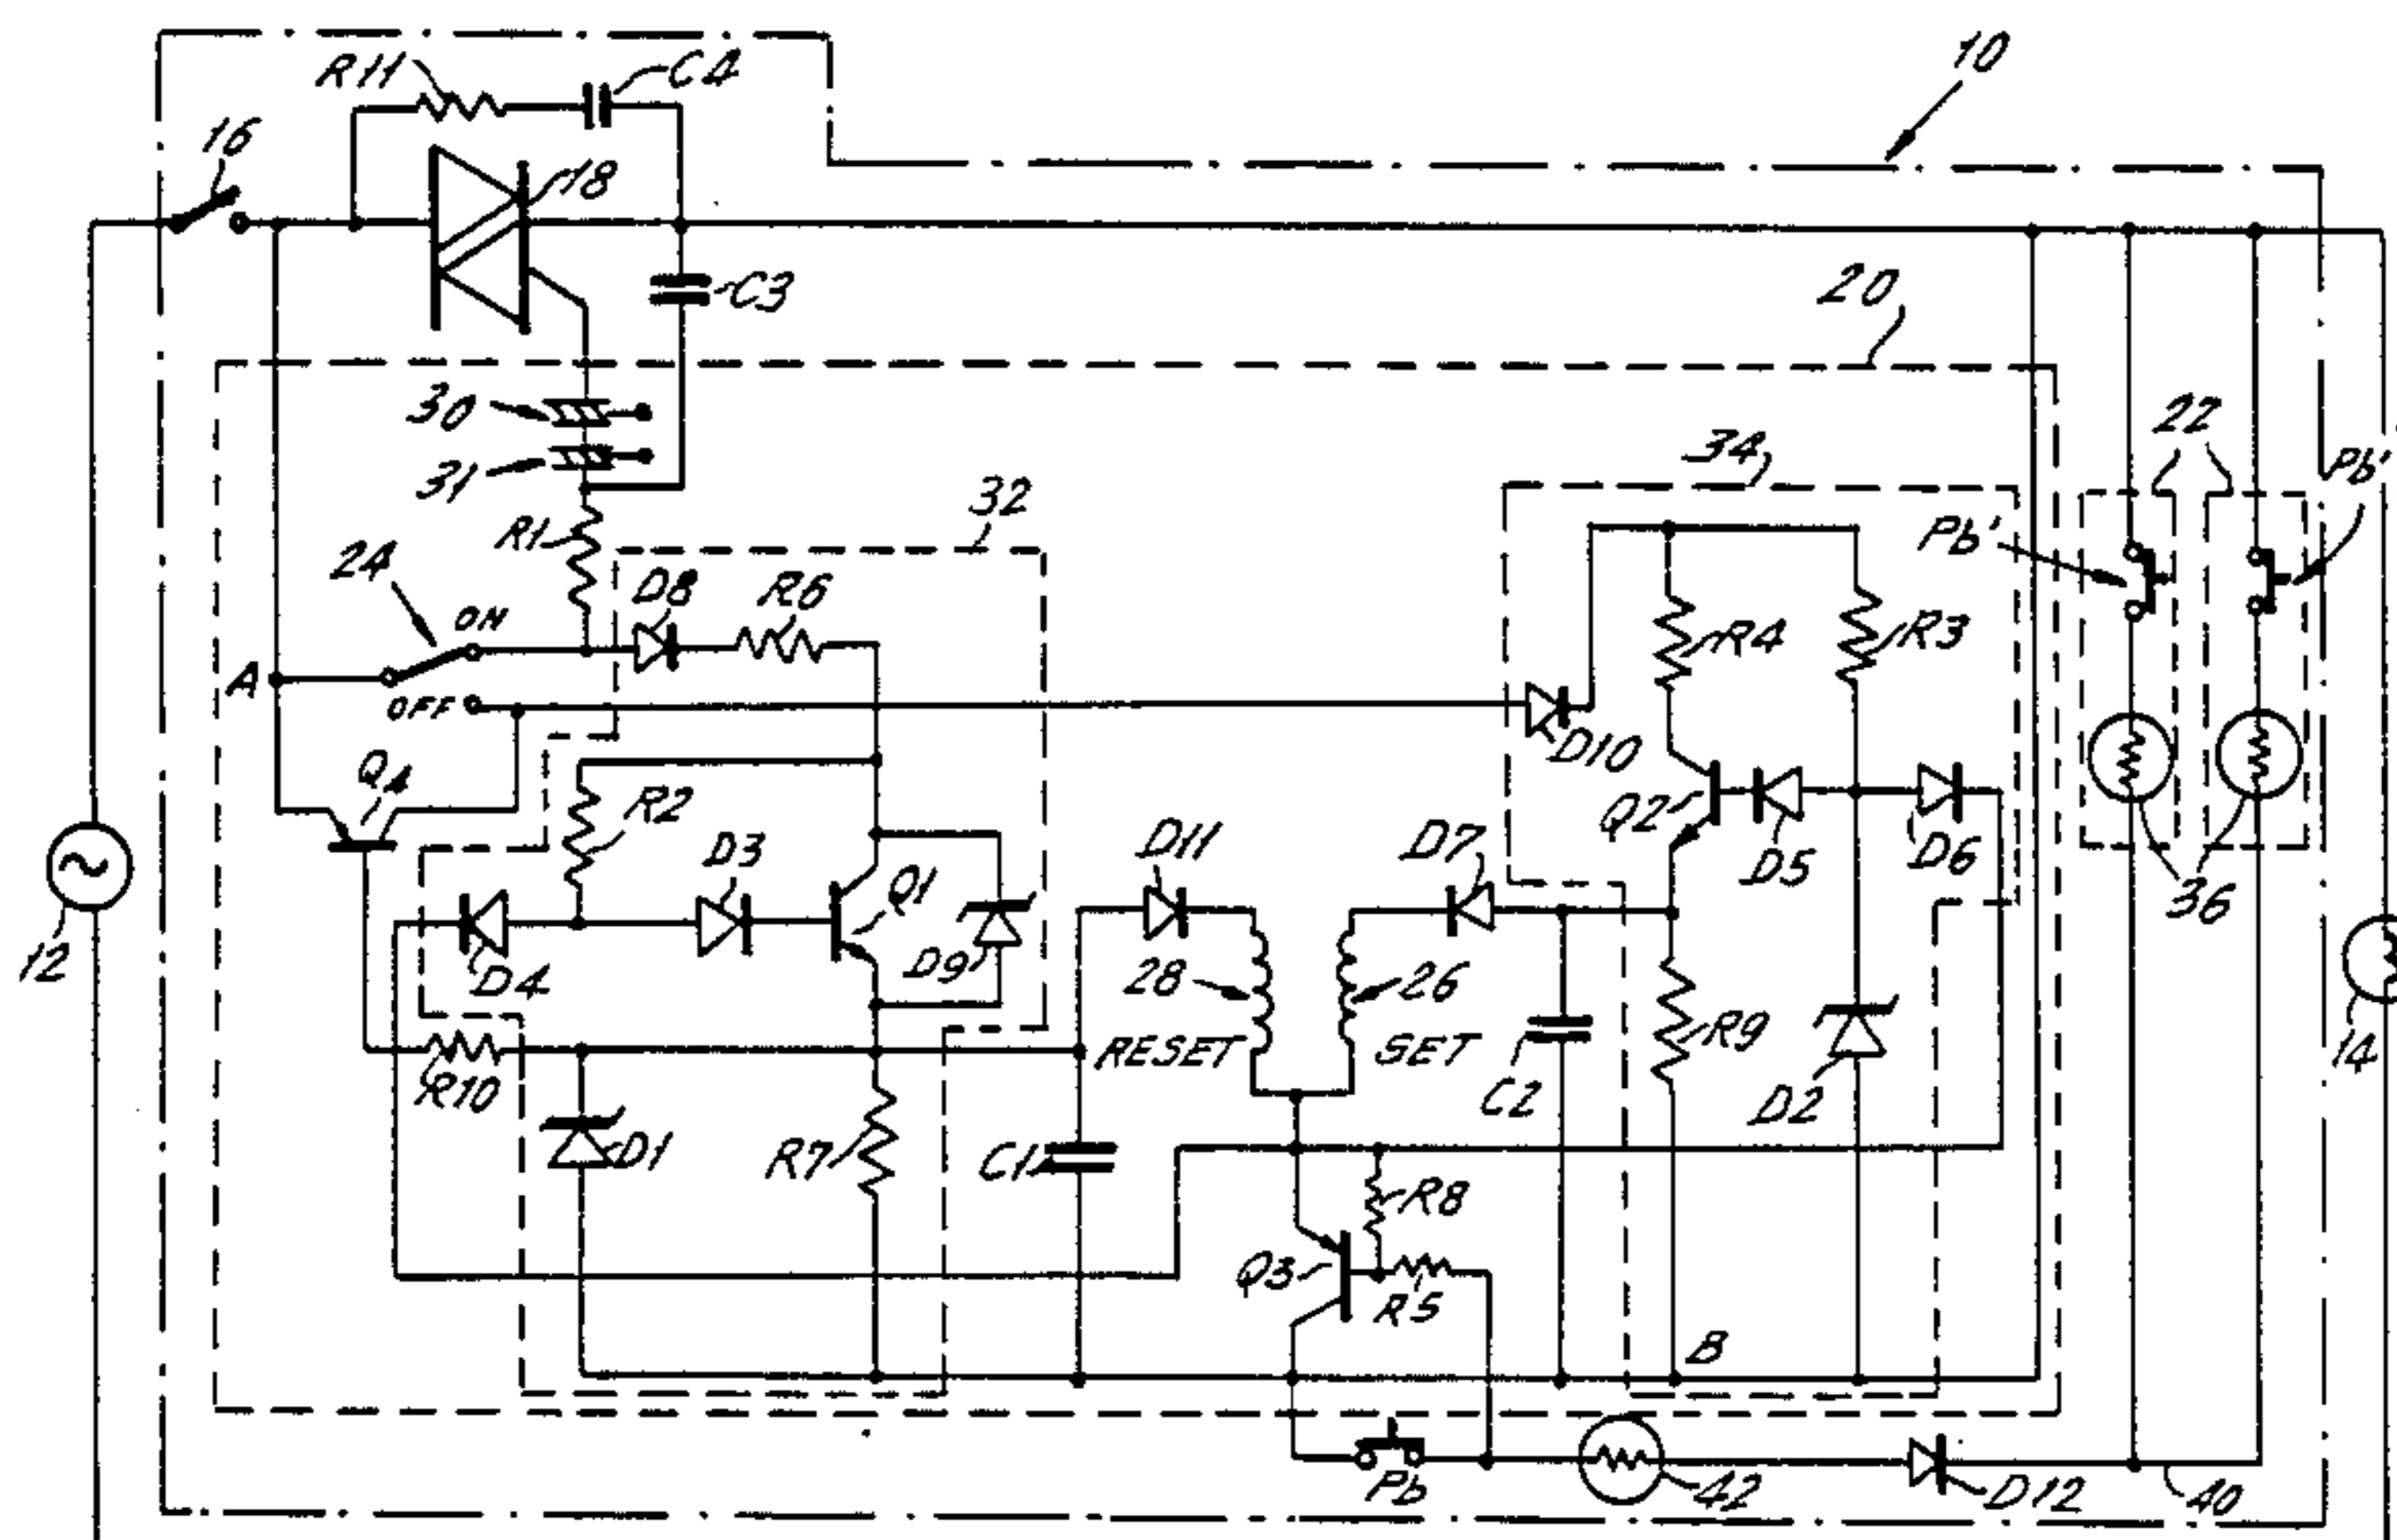 10
R11
C4
16
18
C3
20
30
31
22
34
Pb'
32
R1
Pb'
24
D8
R6
ON
R4
R3
A
OFF
D10
Q4
R2
Q2
D11
D7
D3
Q1
D5
D6
36
12
D4
D9
28
26
RESET
SET
C2
R9
D2
14
R10
D1
R7
C1
R8
Q3
R5
B
Pb
42
D12
40